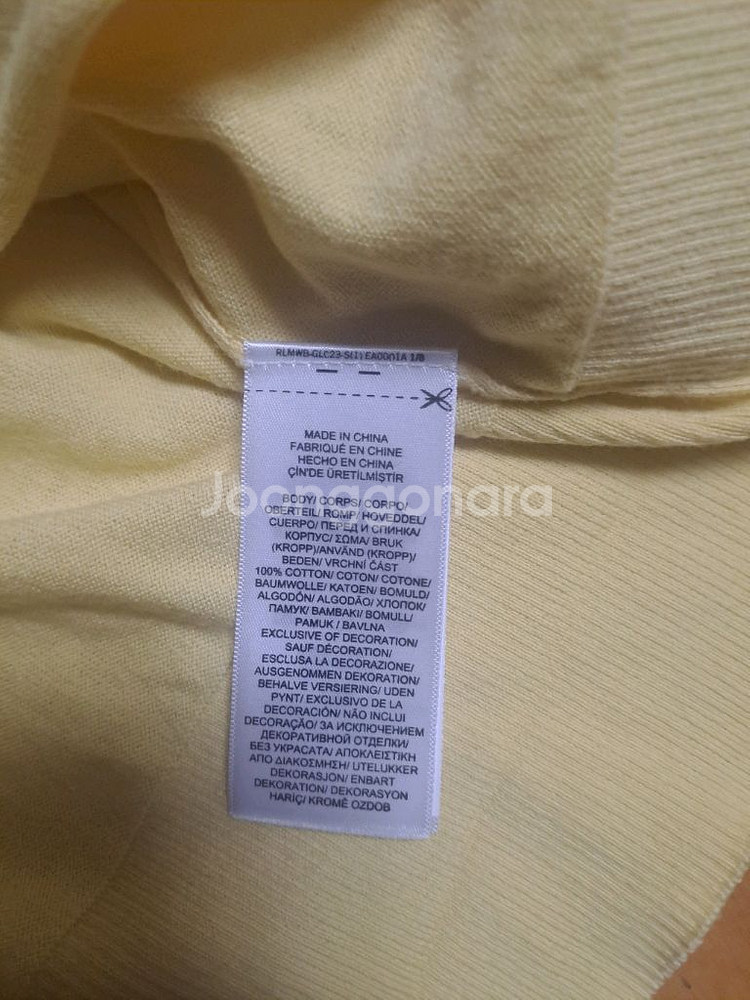 RLMWB-GLC23-S(1) EA0001A 1/8
MADE IN CHINA
FABRIQUÉ EN CHINE
HECHO EN CHINA
ÇİN'DE ÜRETİLMİŞTİR
Joonggonara
BODY/ CORPS/ CORPO/
OBERTEIL/ ROMP/ HOVEDDEL/
CUERPO/ ПЕРЕД И СПИНКА/
КОРПУС/ ΣΩΜΑ/ BRUK
(KROPP)/ANVÄND (KROPP)/
BEDEN/ VRCHNÍ ČÁST
100% COTTON/ COTON/ COTONE/
BAUMWOLLE/ KATOEN/ BOMULD/
ALGODÓN/ ALGODÃO/ ХЛОПОК/
ПАМУК/ ΒΑΜΒΑΚΙ/ BOMULL/
PAMUK / BAVLNA
EXCLUSIVE OF DECORATION/
SAUF DÉCORATION/
ESCLUSA LA DECORAZIONE/
AUSGENOMMEN DEKORATION/
BEHALVE VERSIERING/ UDEN
PYNT/ EXCLUSIVO DE LA
DECORACIÓN/ NÃO INCLUI
DECORAÇÃO/ ЗА ИСКЛЮЧЕНИЕМ
ДЕКОРАТИВНОЙ ОТДЕЛКИ/
БЕЗ УКРАСАТА/ ΑΠΟΚΛΕΙΣΤΙΚΗ
ΑΠΟ ΔΙΑΚΟΣΜΗΣΗ/ UTELUKKER
DEKORASJON/ ENBART
DEKORATION/ DEKORASYON
HARİÇ/ KROMĚ OZDOB